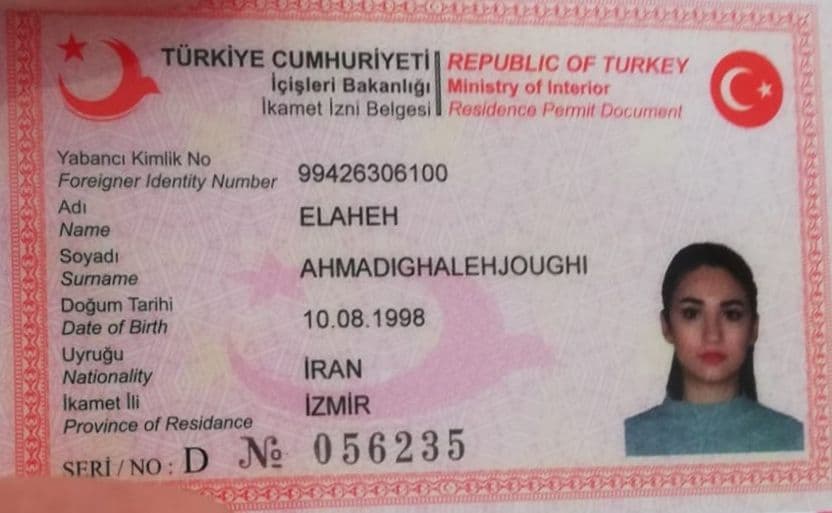 TÜRKİYE CUMHURİYETİ REPUBLIC OF TURKEY
İçişleri Bakanlığı Ministry of Interior
İkamet İzni Belgesi Residence Permit Document
Yabancı Kimlik No
Foreigner Identity Number 99426306100
Adı
Name ELAHEH
Soyadı
Surname AHMADIGHALEHJOUGHI
Doğum Tarihi
Date of Birth 10.08.1998
Uyruğu
Nationality İRAN
İkamet İli
Province of Residance İZMİR
SERİ / NO : D № 056235